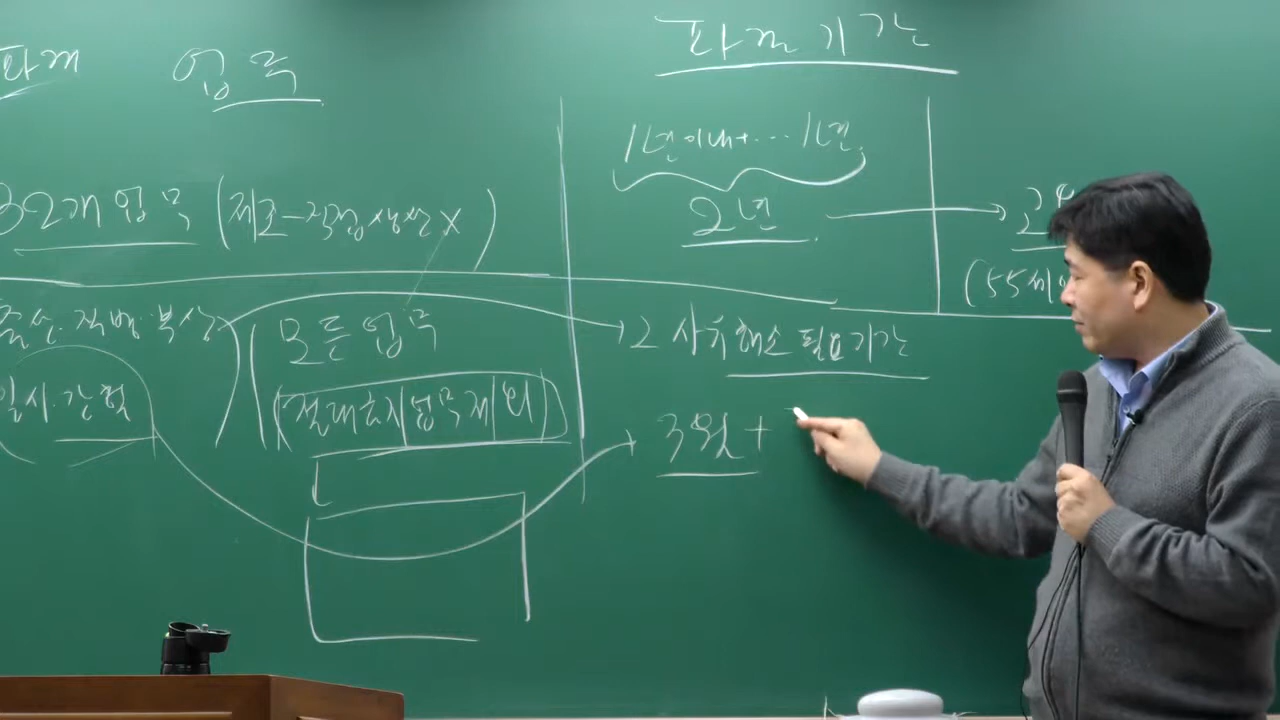 파견 업무 파견기간
32개 업무 (제조-직접생산 X)
1년이내+···1년
2년
(55세이
출산·질병·부상
모든 업무
사유해소 필요기간
일시·간헐
(절대금지업무제외)
3월 +